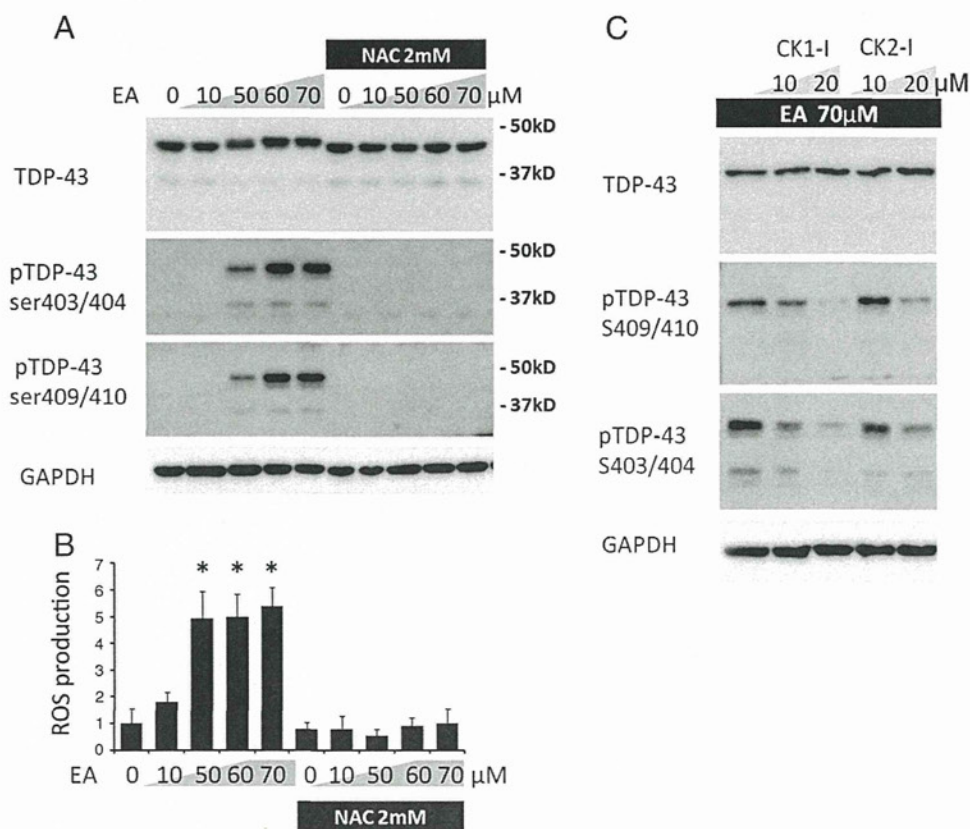 A
NAC 2mM
EA 0 10 50 60 70 0 10 50 60 70 μM
TDP-43
- 50kD
- 37kD
pTDP-43
ser403/404
- 50kD
- 37kD
pTDP-43
ser409/410
- 50kD
- 37kD
GAPDH
B
ROS production
7
6
5
4
3
2
1
0
* * *
EA 0 10 50 60 70 0 10 50 60 70 μM
NAC 2mM
C
CK1-I CK2-I
10 20 10 20 μM
EA 70μM
TDP-43
pTDP-43
S409/410
pTDP-43
S403/404
GAPDH